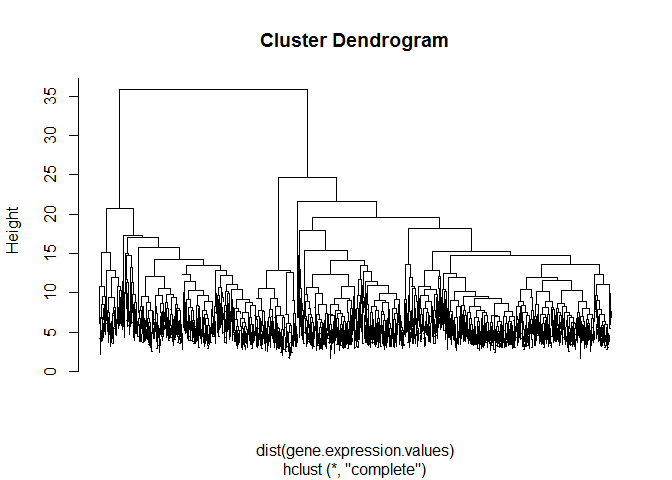 Cluster Dendrogram
Height
35
30
25
20
15
10
5
0
dist(gene.expression.values)
hclust (*, "complete")